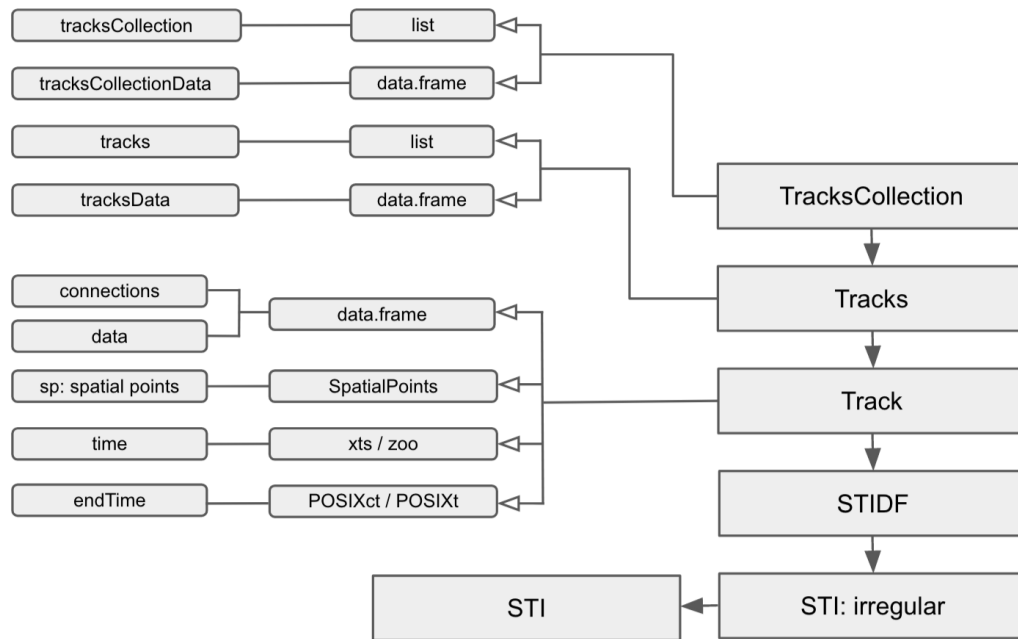 tracksCollection
list
tracksCollectionData
data.frame
tracks
list
tracksData
data.frame
TracksCollection
Tracks
connections
data
data.frame
sp: spatial points
SpatialPoints
Track
time
xts / zoo
endTime
POSIXct / POSIXt
STIDF
STI
STI: irregular